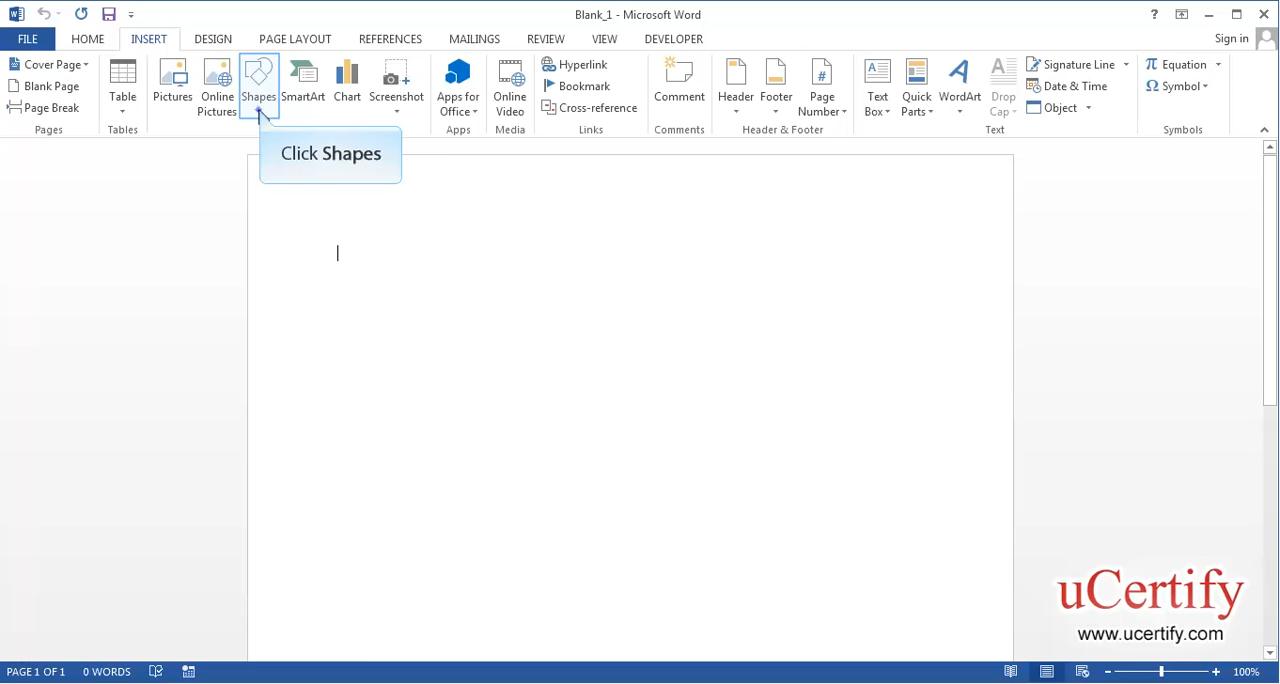 Blank_1 - Microsoft Word
?
Sign in
FILE HOME INSERT DESIGN PAGE LAYOUT REFERENCES MAILINGS REVIEW VIEW DEVELOPER
Cover Page
Blank Page
Page Break
Pages
Table
Tables
Pictures
Online
Pictures
Shapes
SmartArt
Chart
Screenshot
Apps for
Office
Apps
Online
Video
Media
Hyperlink
Bookmark
Cross-reference
Links
Comment
Comments
Header
Footer
Page
Number
Header & Footer
Text
Box
Quick
Parts
WordArt
Drop
Cap
Signature Line
Date & Time
Object
Text
π Equation
Ω Symbol
Symbols
Click Shapes
uCertify
www.ucertify.com
PAGE 1 OF 1 0 WORDS
100%